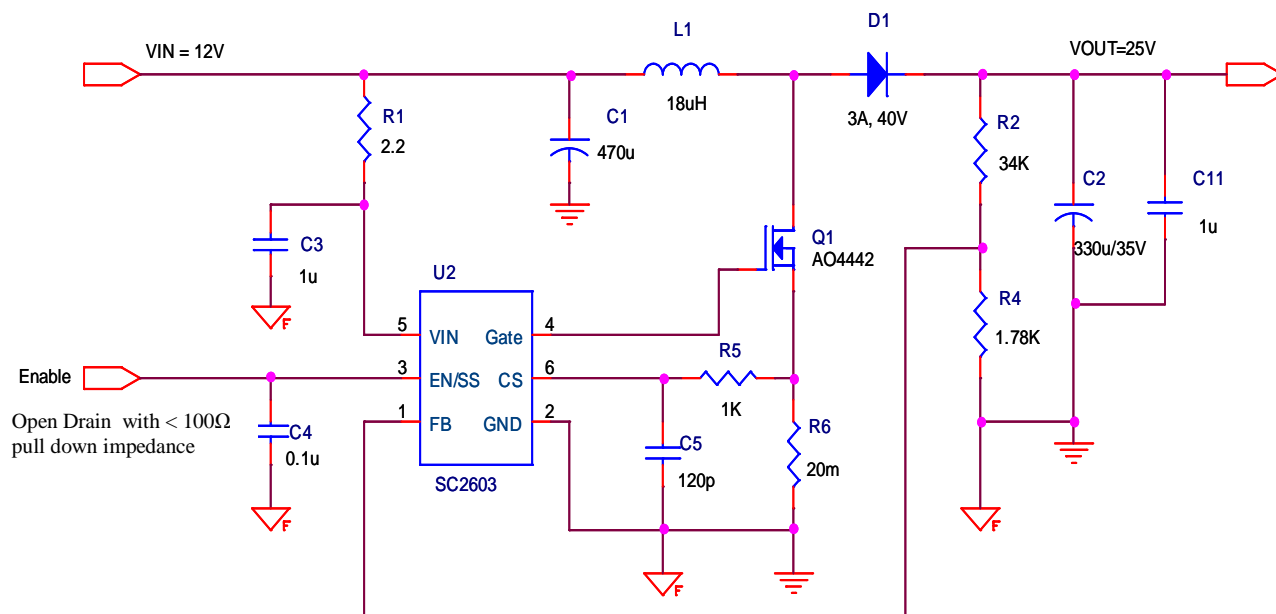 VIN = 12V
L1
18uH
D1
3A, 40V
VOUT=25V
R1
2.2
C1
470u
R2
34K
C2
330u/35V
C11
1u
C3
1u
F
Q1
AO4442
U2
R4
1.78K
5
VIN
Gate
4
Enable
3
EN/SS
CS
6
R5
1K
1
FB
GND
2
Open Drain with < 100Ω
pull down impedance
C4
0.1u
C5
120p
R6
20m
SC2603
F
F
F